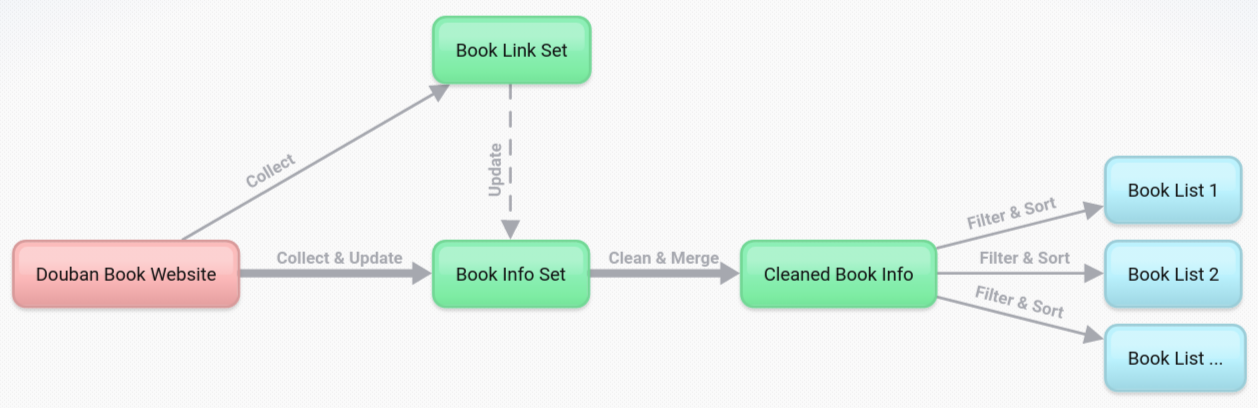 Book Link Set
Collect
Update
Book List 1
Filter & Sort
Douban Book Website
Collect & Update
Book Info Set
Clean & Merge
Cleaned Book Info
Filter & Sort
Book List 2
Filter & Sort
Book List ...